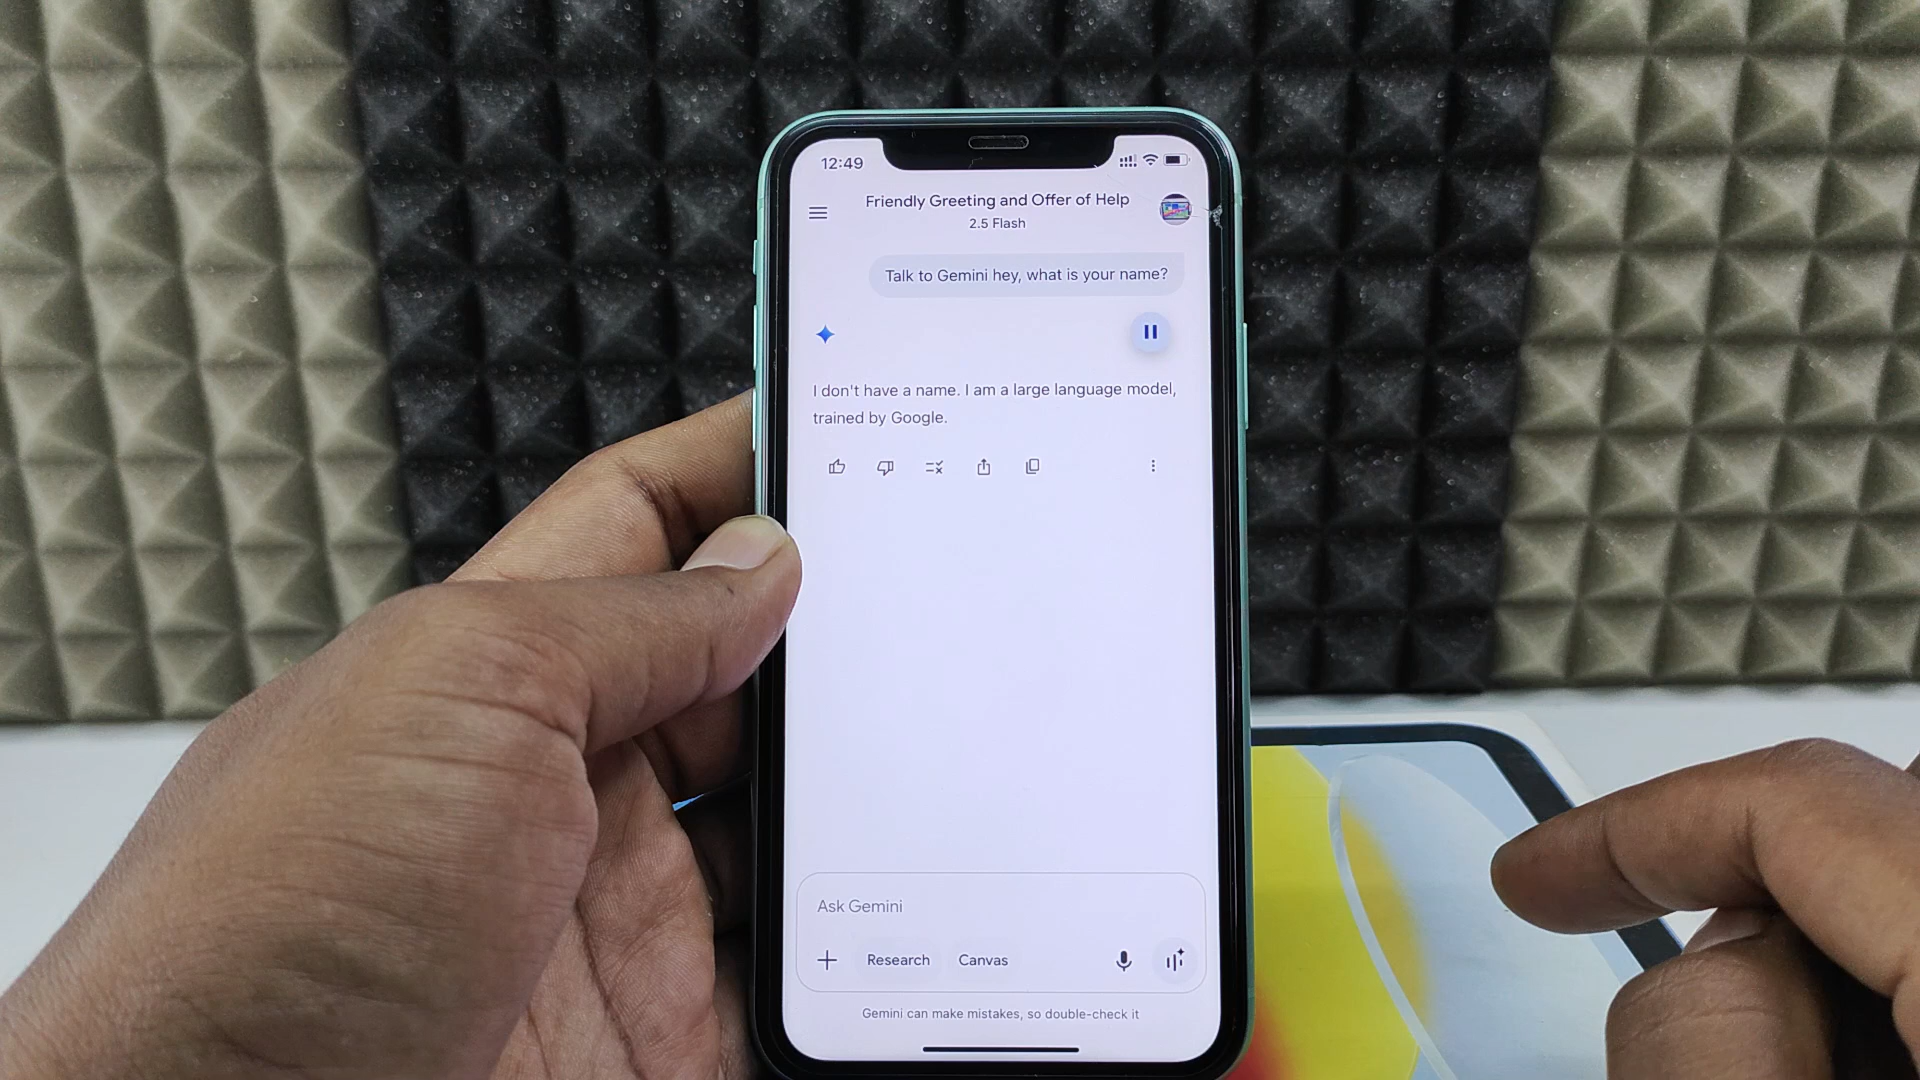 12:49
Friendly Greeting and Offer of Help
2.5 Flash
Talk to Gemini hey, what is your name?
I don't have a name. I am a large language model,
trained by Google.
Ask Gemini
Research Canvas
Gemini can make mistakes, so double-check it